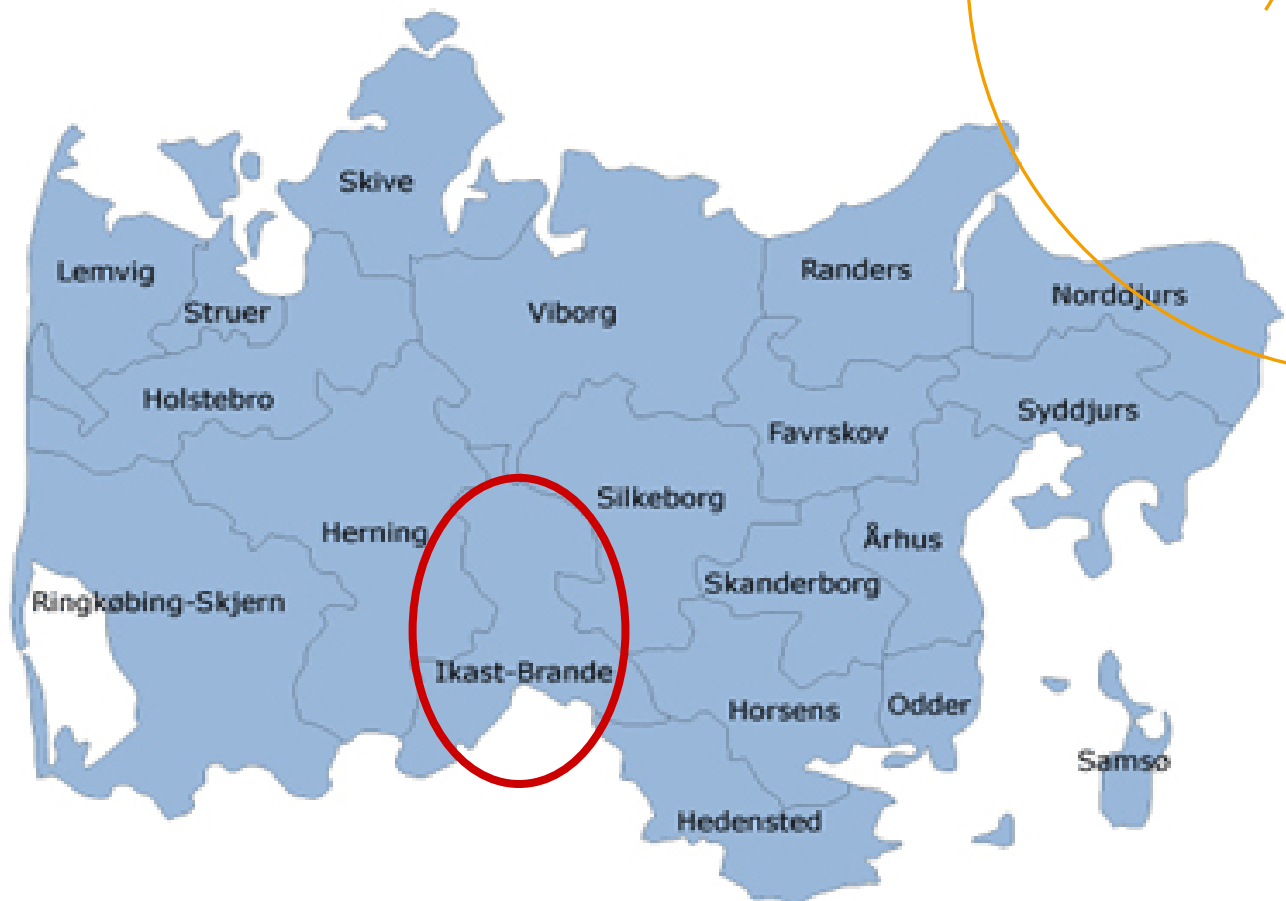 Skive
Lemvig
Struer
Viborg
Randers
Norddjurs
Holstebro
Favrskov
Syddjurs
Silkeborg
Herning
Århus
Skanderborg
Ringkøbing-Skjern
Ikast-Brande
Horsens
Odder
Samsø
Hedensted